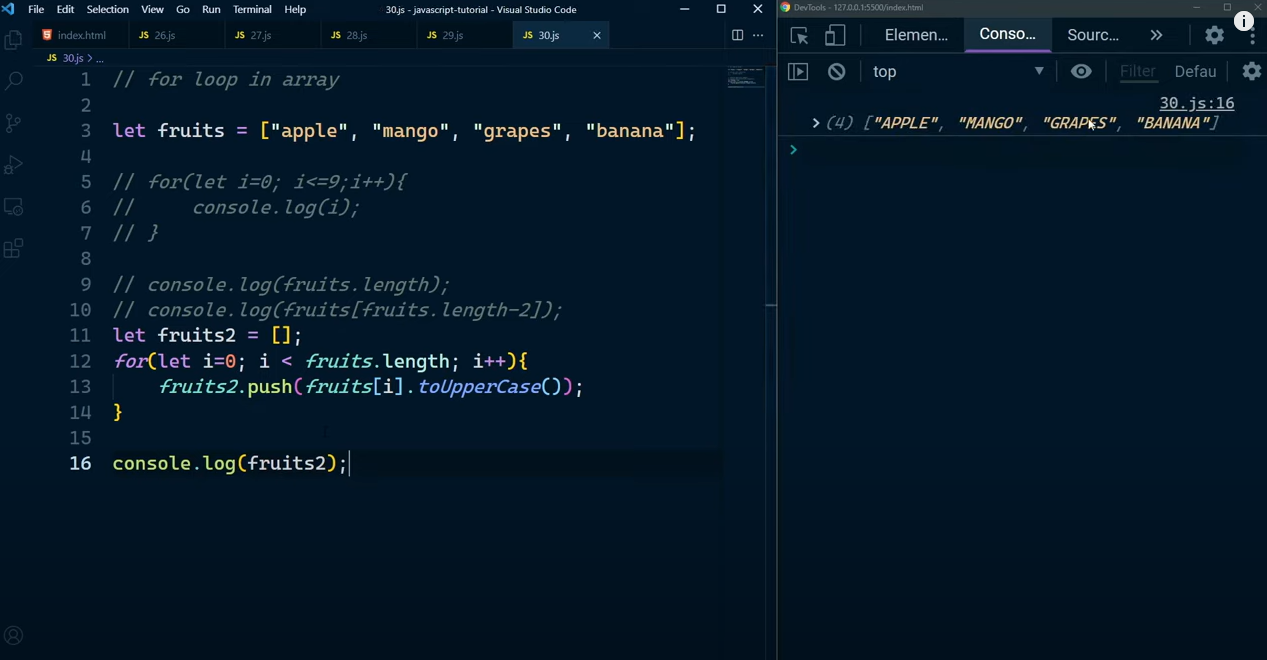 File Edit Selection View Go Run Terminal Help 30.js - javascript-tutorial - Visual Studio Code
index.html JS 26.js JS 27.js JS 28.js JS 29.js JS 30.js
JS 30.js > ...
1 // for loop in array
2
3 let fruits = ["apple", "mango", "grapes", "banana"];
4
5 // for(let i=0; i<=9;i++){
6 // console.log(i);
7 // }
8
9 // console.log(fruits.length);
10 // console.log(fruits[fruits.length-2]);
11 let fruits2 = [];
12 for(let i=0; i < fruits.length; i++){
13 fruits2.push(fruits[i].toUpperCase());
14 }
15
16 console.log(fruits2);
DevTools - 127.0.0.1:5500/index.html
Elemen... Conso... Sourc... »
top Filter Defau
30.js:16
(4) ["APPLE", "MANGO", "GRAPES", "BANANA"]